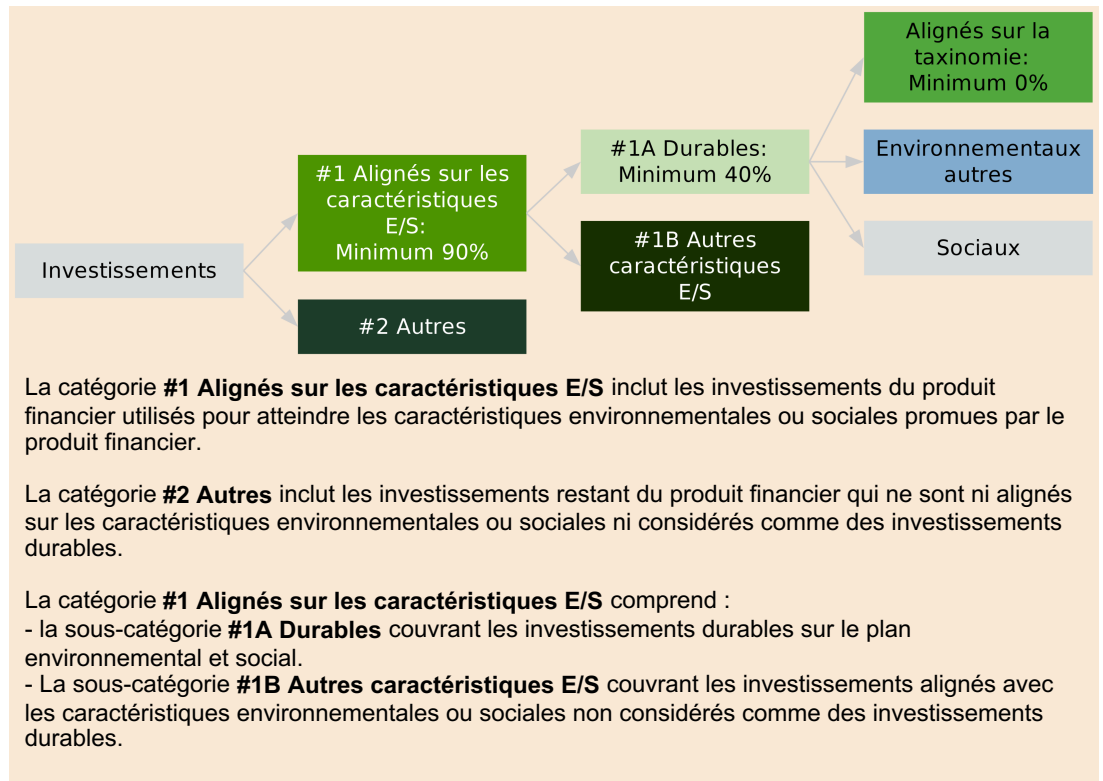 Alignés sur la
taxinomie:
Minimum 0%
#1A Durables:
Minimum 40%
Environnementaux
autres
#1 Alignés sur les
caractéristiques
E/S:
Minimum 90%
#1B Autres
caractéristiques
E/S
Sociaux
Investissements
#2 Autres
La catégorie #1 Alignés sur les caractéristiques E/S inclut les investissements du produit
financier utilisés pour atteindre les caractéristiques environnementales ou sociales promues par le
produit financier.
La catégorie #2 Autres inclut les investissements restant du produit financier qui ne sont ni alignés
sur les caractéristiques environnementales ou sociales ni considérés comme des investissements
durables.
La catégorie #1 Alignés sur les caractéristiques E/S comprend :
- la sous-catégorie #1A Durables couvrant les investissements durables sur le plan
environnemental et social.
- La sous-catégorie #1B Autres caractéristiques E/S couvrant les investissements alignés avec
les caractéristiques environnementales ou sociales non considérés comme des investissements
durables.